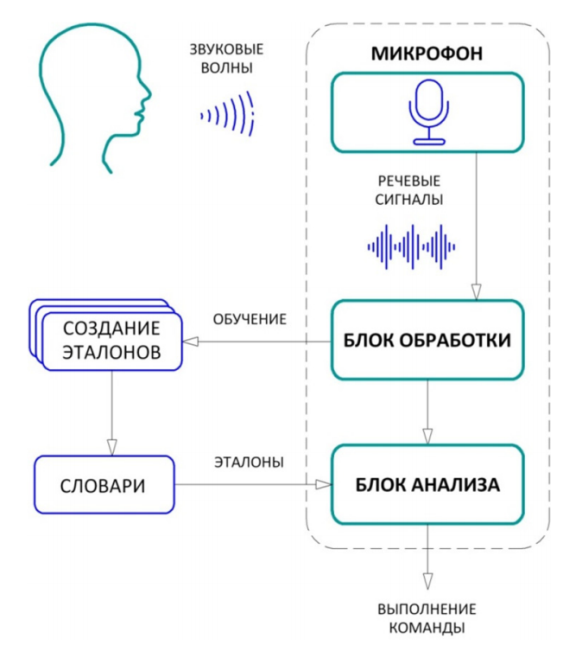 ЗВУКОВЫЕ
ВОЛНЫ
МИКРОФОН
РЕЧЕВЫЕ
СИГНАЛЫ
СОЗДАНИЕ
ЭТАЛОНОВ
ОБУЧЕНИЕ
БЛОК ОБРАБОТКИ
СЛОВАРИ
ЭТАЛОНЫ
БЛОК АНАЛИЗА
ВЫПОЛНЕНИЕ
КОМАНДЫ